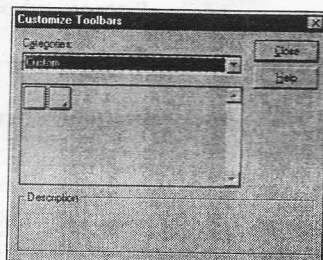 Customize Toolbars
Categories:
Close
Custom
Help
Description